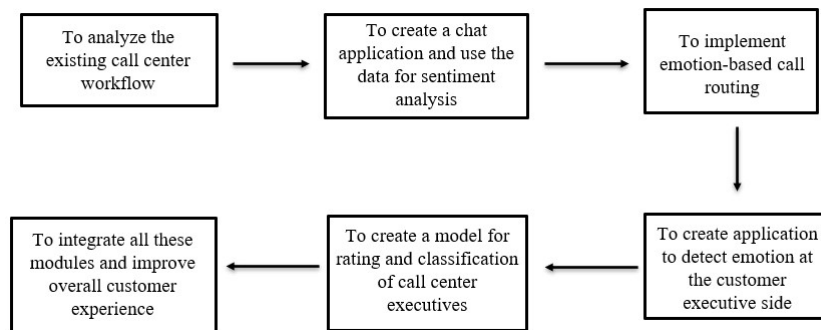 To analyze the
existing call center
workflow
To create a chat
application and use the
data for sentiment
analysis
To implement
emotion-based call
routing
To create application
to detect emotion at
the customer
executive side
To create a model for
rating and classification
of call center
executives
To integrate all these
modules and improve
overall customer
experience